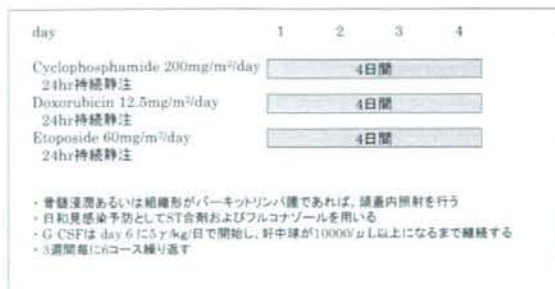 day 1 2 3 4
Cyclophosphamide 200mg/m²/day 4日間
24hr持続静注
Doxorubicin 12.5mg/m²/day 4日間
24hr持続静注
Etoposide 60mg/m²/day 4日間
24hr持続静注
・骨髄浸潤あるいは組織形がバーキットリンパ腫であれば、頭蓋内照射を行う
・日和見感染予防としてST合剤およびフルコナゾールを用いる
・G-CSFは day 6 に5γ/kg/日で開始し、好中球が10000/μL以上になるまで継続する
・3週間毎に6コース繰り返す